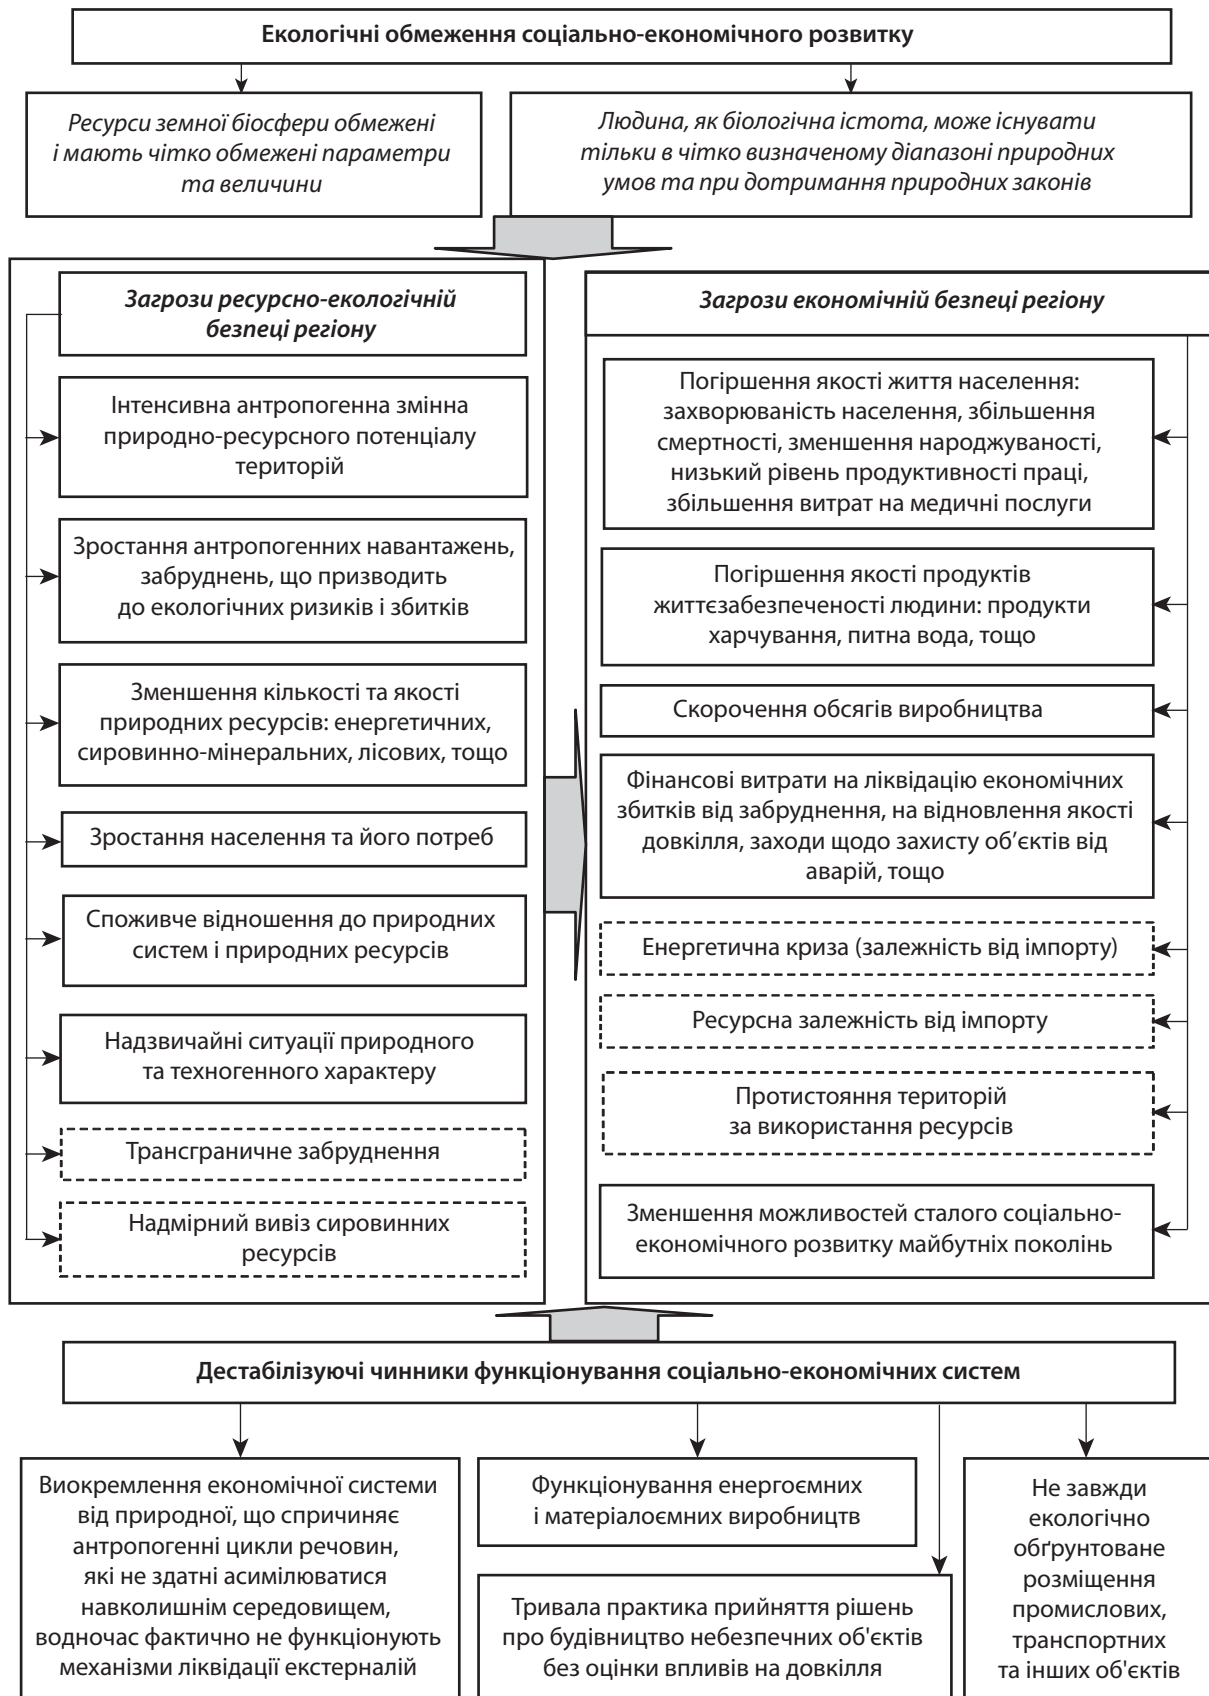 Екологічні обмеження соціально-економічного розвитку
Ресурси земної біосфери обмежені
і мають чітко обмежені параметри
та величини
Людина, як біологічна істота, може існувати
тільки в чітко визначеному діапазоні природних
умов та при дотримання природних законів
Загрози ресурсно-екологічній
безпеці регіону
Інтенсивна антропогенна змінна
природно-ресурсного потенціалу
територій
Зростання антропогенних навантажень,
забруднень, що призводить
до екологічних ризиків і збитків
Зменшення кількості та якості
природних ресурсів: енергетичних,
сировинно-мінеральних, лісових, тощо
Зростання населення та його потреб
Споживче відношення до природних
систем і природних ресурсів
Надзвичайні ситуації природного
та техногенного характеру
Трансграничне забруднення
Надмірний вивіз сировинних
ресурсів
Загрози економічній безпеці регіону
Погіршення якості життя населення:
захворюваність населення, збільшення
смертності, зменшення народжуваності,
низький рівень продуктивності праці,
збільшення витрат на медичні послуги
Погіршення якості продуктів
життєзабезпеченості людини: продукти
харчування, питна вода, тощо
Скорочення обсягів виробництва
Фінансові витрати на ліквідацію економічних
збитків від забруднення, на відновлення якості
довкілля, заходи щодо захисту об’єктів від
аварій, тощо
Енергетична криза (залежність від імпорту)
Ресурсна залежність від імпорту
Протистояння територій
за використання ресурсів
Зменшення можливостей сталого соціально-
економічного розвитку майбутніх поколінь
Дестабілізуючі чинники функціонування соціально-економічних систем
Виокремлення економічної системи
від природної, що спричиняє
антропогенні цикли речовин,
які не здатні асимілюватися
навколишнім середовищем,
водночас фактично не функціонують
механізми ліквідації екстерналій
Функціонування енергоємних
і матеріалоємних виробництв
Тривала практика прийняття рішень
про будівництво небезпечних об'єктів
без оцінки впливів на довкілля
Не завжди
екологічно
обґрунтоване
розміщення
промислових,
транспортних
та інших об'єктів